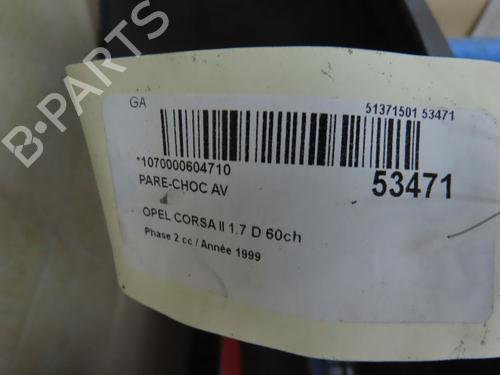 GA
51371501 53471
*1070000604710
PARE-CHOC AV
53471
OPEL CORSA II 1.7 D 60ch
Phase 2 cc / Année 1999
B-PARTS